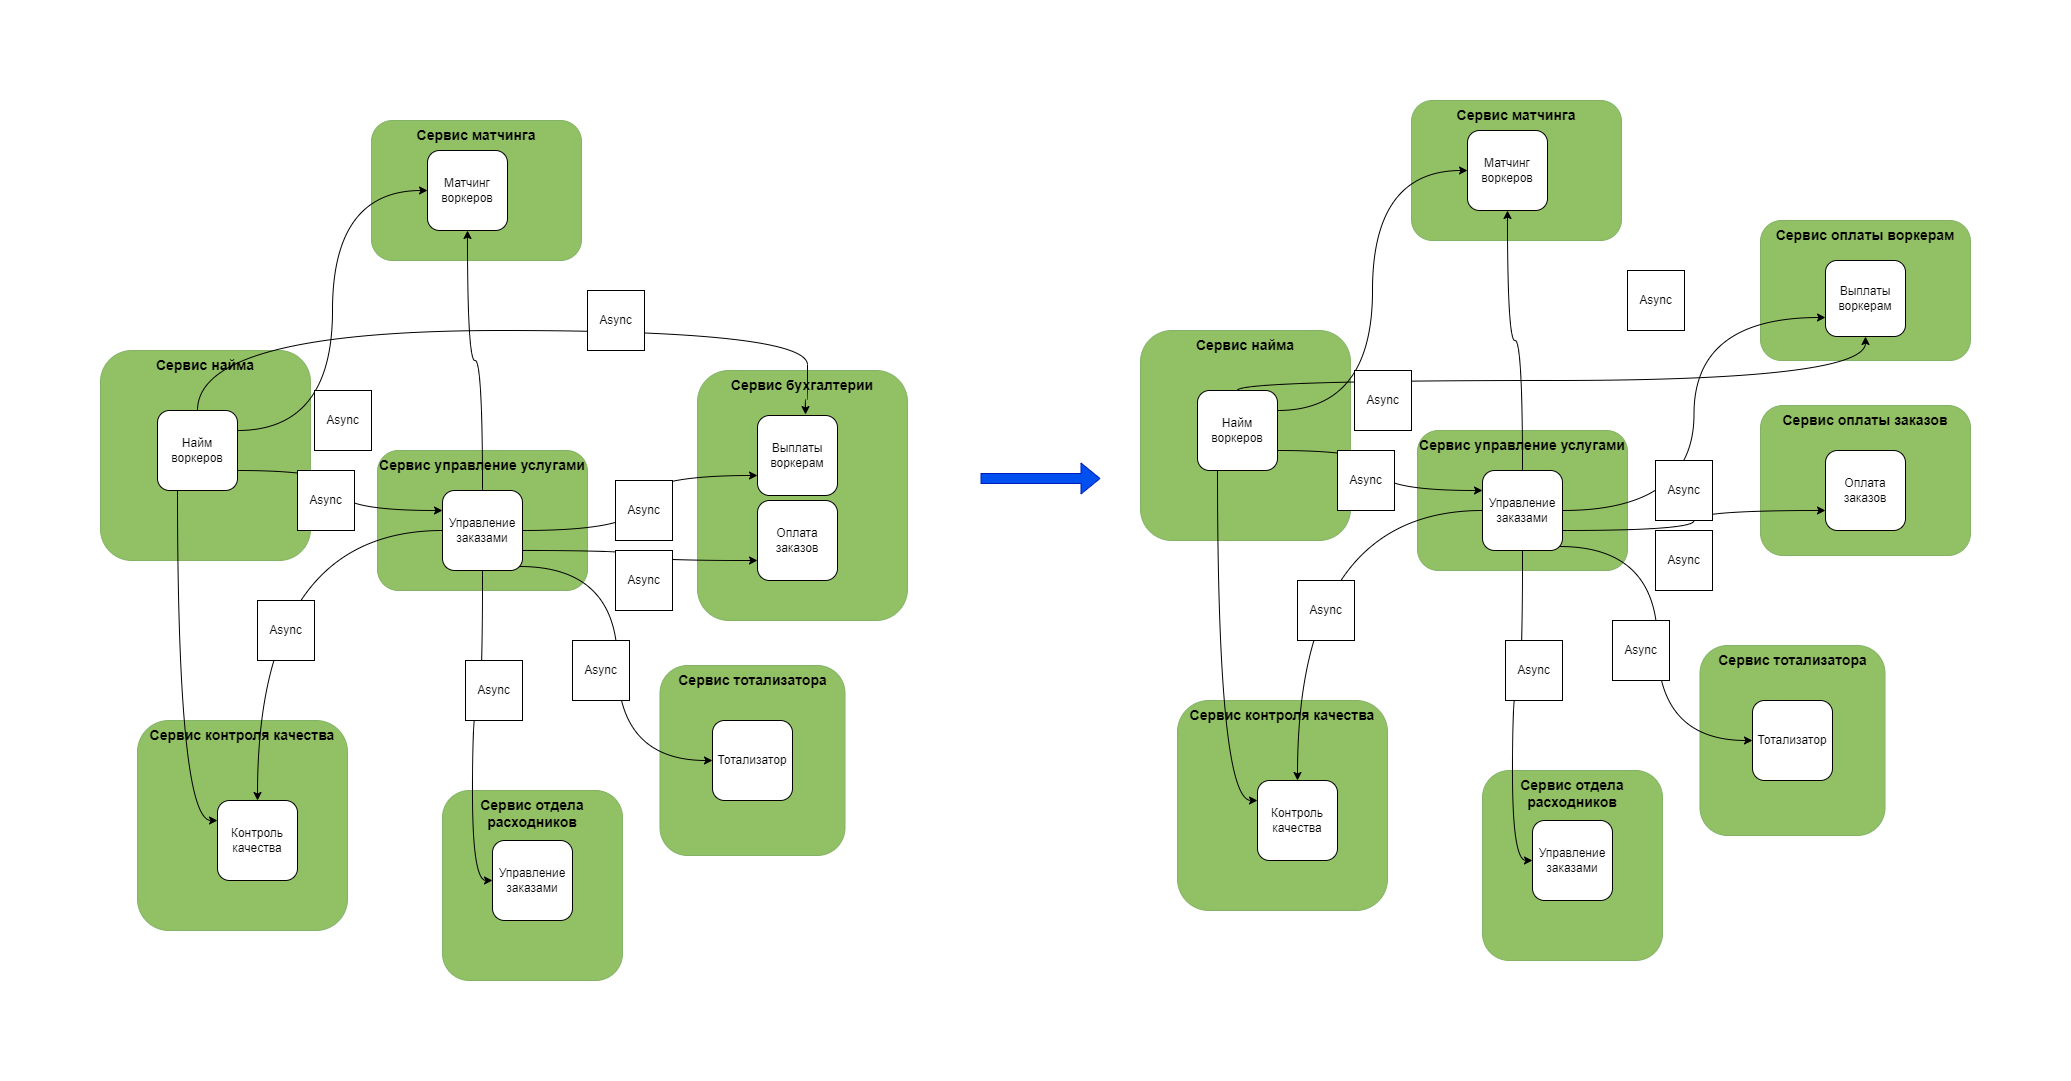 Сервис матчинга
Матчинг
воркеров
Async
Сервис найма
Найм
воркеров
Async
Async
Сервис бухгалтерии
Выплаты
воркерам
Оплата
заказов
Сервис управление услугами
Управление
заказами
Async
Async
Async
Async
Async
Сервис тотализатора
Тотализатор
Сервис контроля качества
Контроль
качества
Сервис отдела
расходников
Управление
заказами
Сервис матчинга
Матчинг
воркеров
Сервис оплаты воркерам
Выплаты
воркерам
Async
Сервис найма
Найм
воркеров
Async
Async
Сервис оплаты заказов
Оплата
заказов
Сервис управление услугами
Управление
заказами
Async
Async
Async
Async
Async
Сервис тотализатора
Тотализатор
Сервис контроля качества
Контроль
качества
Сервис отдела
расходников
Управление
заказами